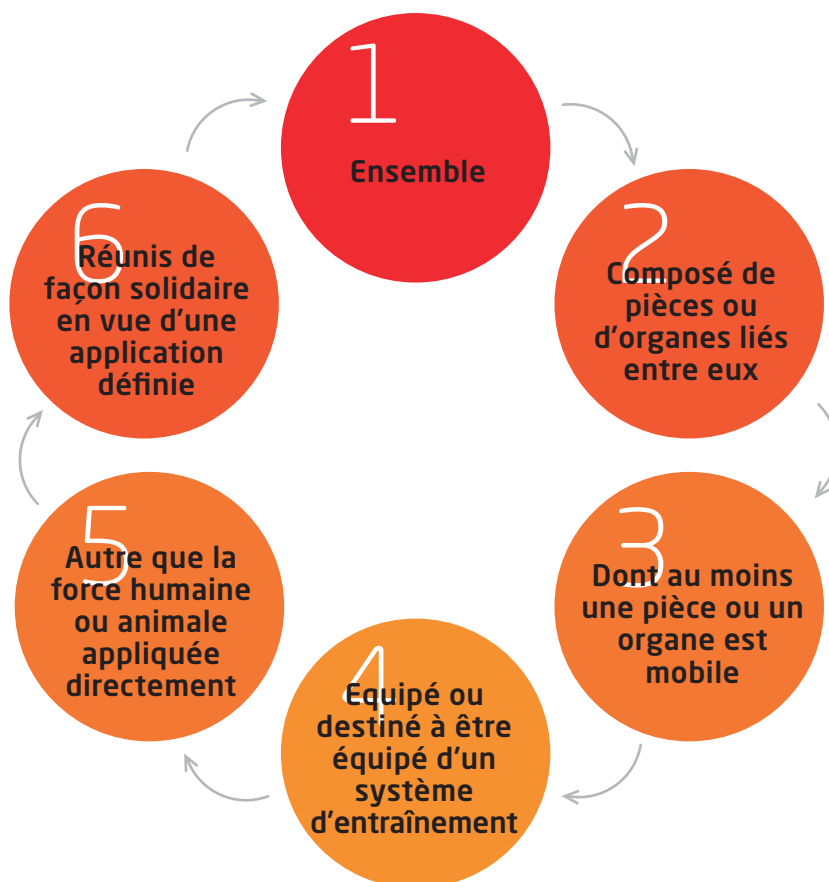 1
Ensemble
2
Composé de
pièces ou
d'organes liés
entre eux
3
Dont au moins
une pièce ou un
organe est
mobile
4
Equipé ou
destiné à être
équipé d'un
système
d'entraînement
5
Autre que la
force humaine
ou animale
appliquée
directement
6
Réunis de
façon solidaire
en vue d'une
application
définie